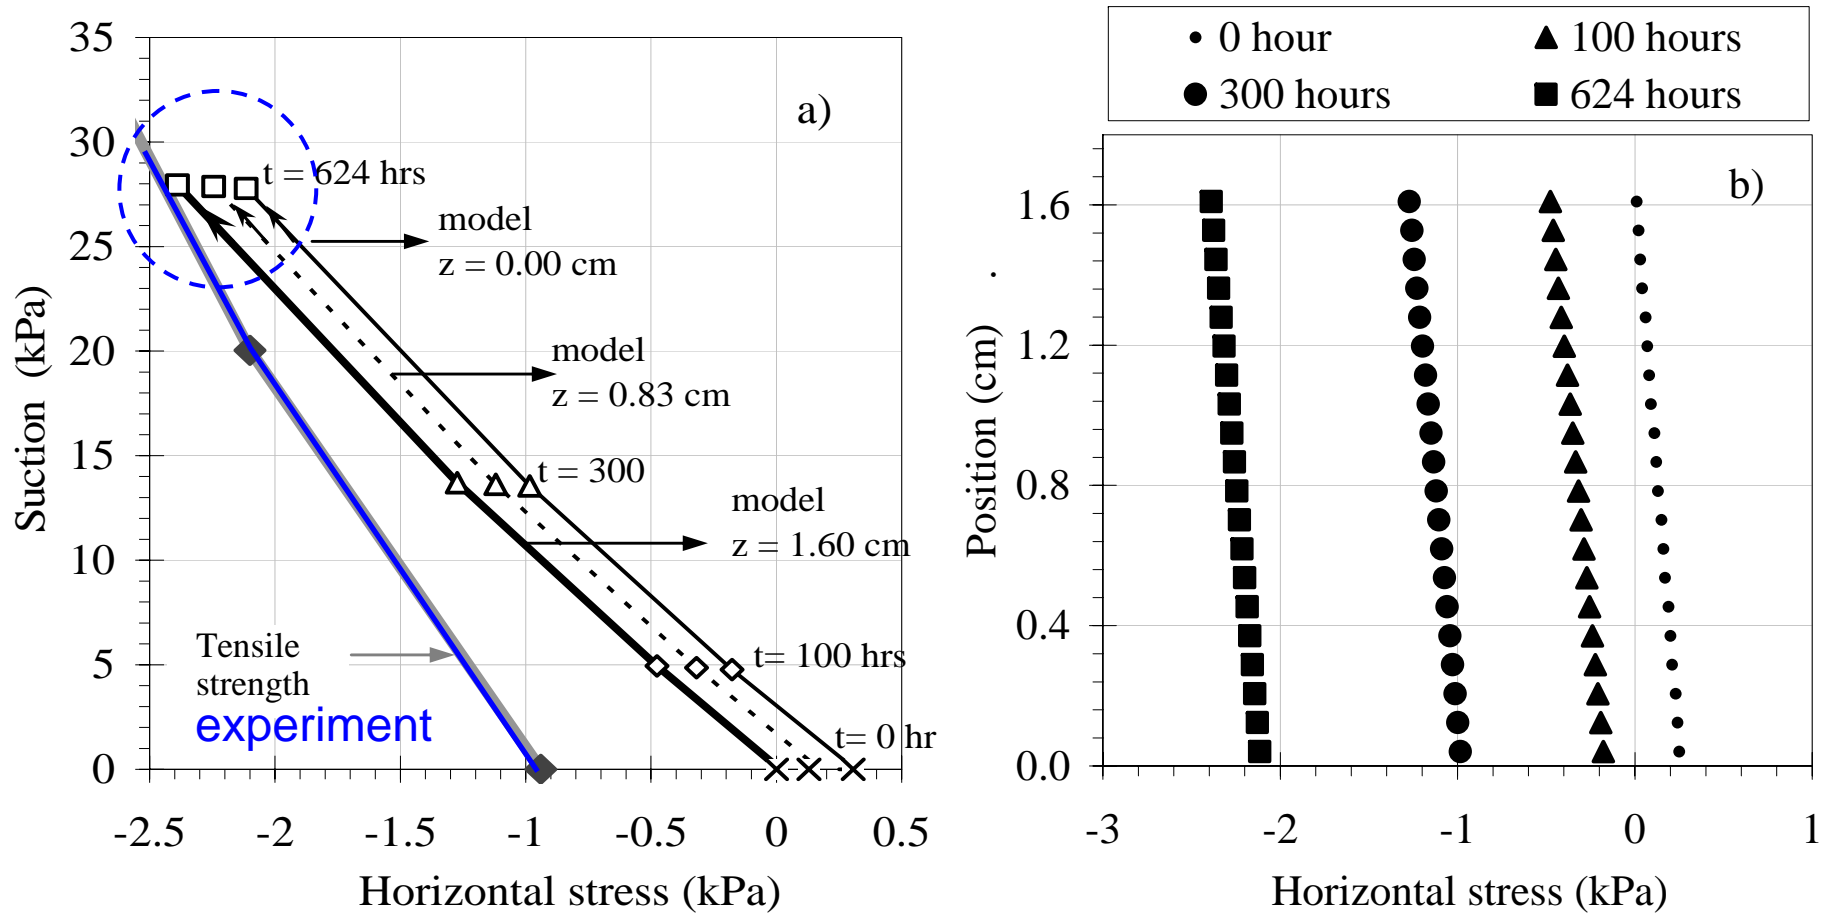 35
30
25
20
15
10
5
0
Suction (kPa)
a)
t = 624 hrs
model
z = 0.00 cm
model
z = 0.83 cm
t = 300
model
z = 1.60 cm
t= 100 hrs
t= 0 hr
Tensile
strength
experiment
-2.5 -2 -1.5 -1 -0.5 0 0.5
Horizontal stress (kPa)
0 hour 100 hours
300 hours 624 hours
b)
1.6
1.2
0.8
0.4
0.0
Position (cm)
-3 -2 -1 0 1
Horizontal stress (kPa)